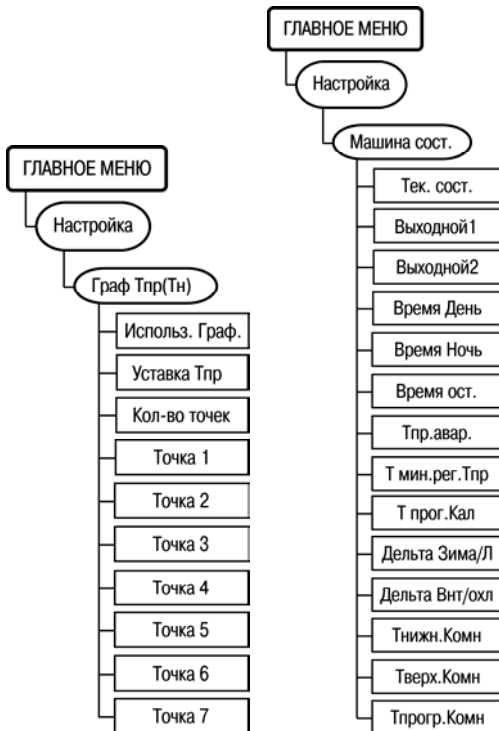 ГЛАВНОЕ МЕНЮ
Настройка
Граф Тпр(Тн)
Использ. Граф.
Уставка Тпр
Кол-во точек
Точка 1
Точка 2
Точка 3
Точка 4
Точка 5
Точка 6
Точка 7
ГЛАВНОЕ МЕНЮ
Настройка
Машина сост.
Тек. сост.
Выходной1
Выходной2
Время День
Время Ночь
Время ост.
Тпр.авар.
Т мин.рег.Тпр
Т прог.Кал
Дельта Зима/Л
Дельта Внт/охл
Тнижн.Комн
Тверх.Комн
Тпрогр.Комн